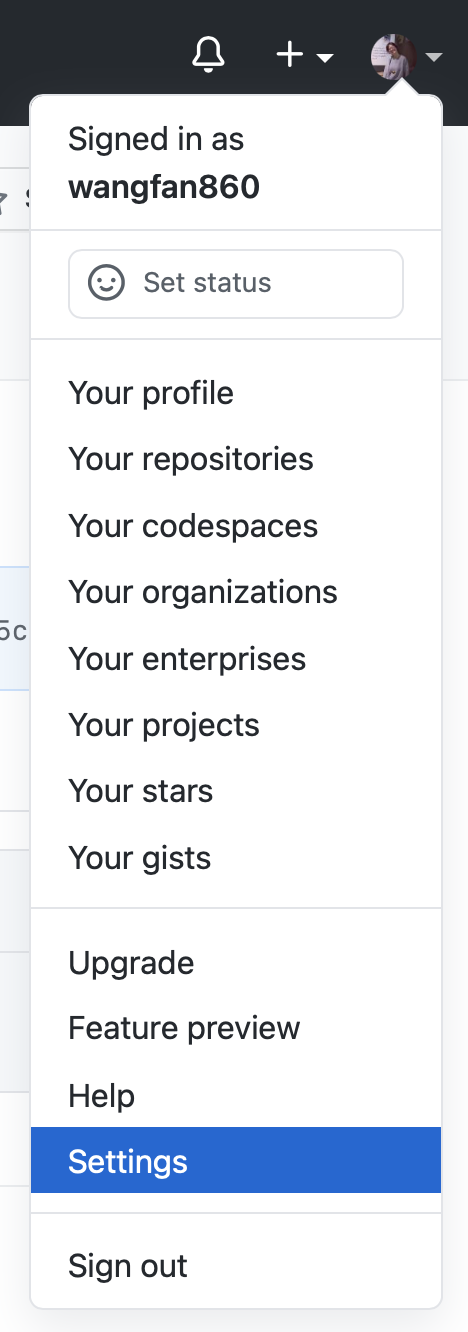 Signed in as
wangfan860
Set status
Your profile
Your repositories
Your codespaces
Your organizations
5c
Your enterprises
Your projects
Your stars
Your gists
Upgrade
Feature preview
Help
Settings
Sign out